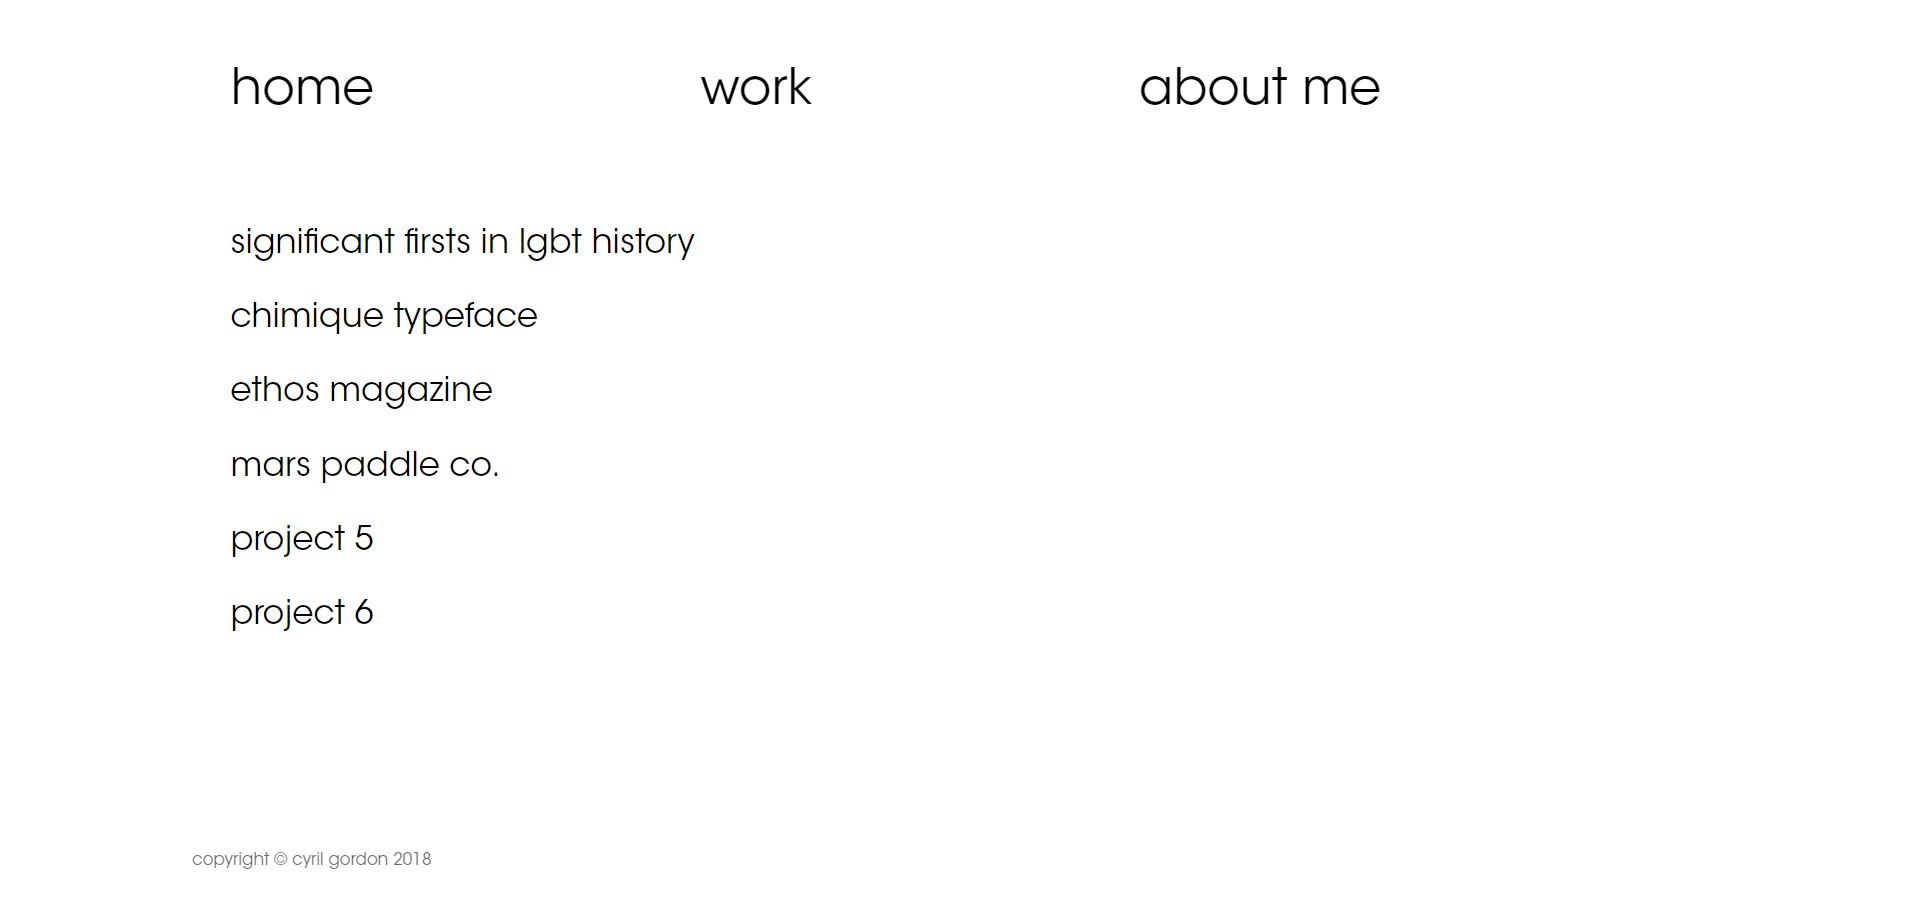 home work about me
significant firsts in lgbt history
chimique typeface
ethos magazine
mars paddle co.
project 5
project 6
copyright © cyril gordon 2018